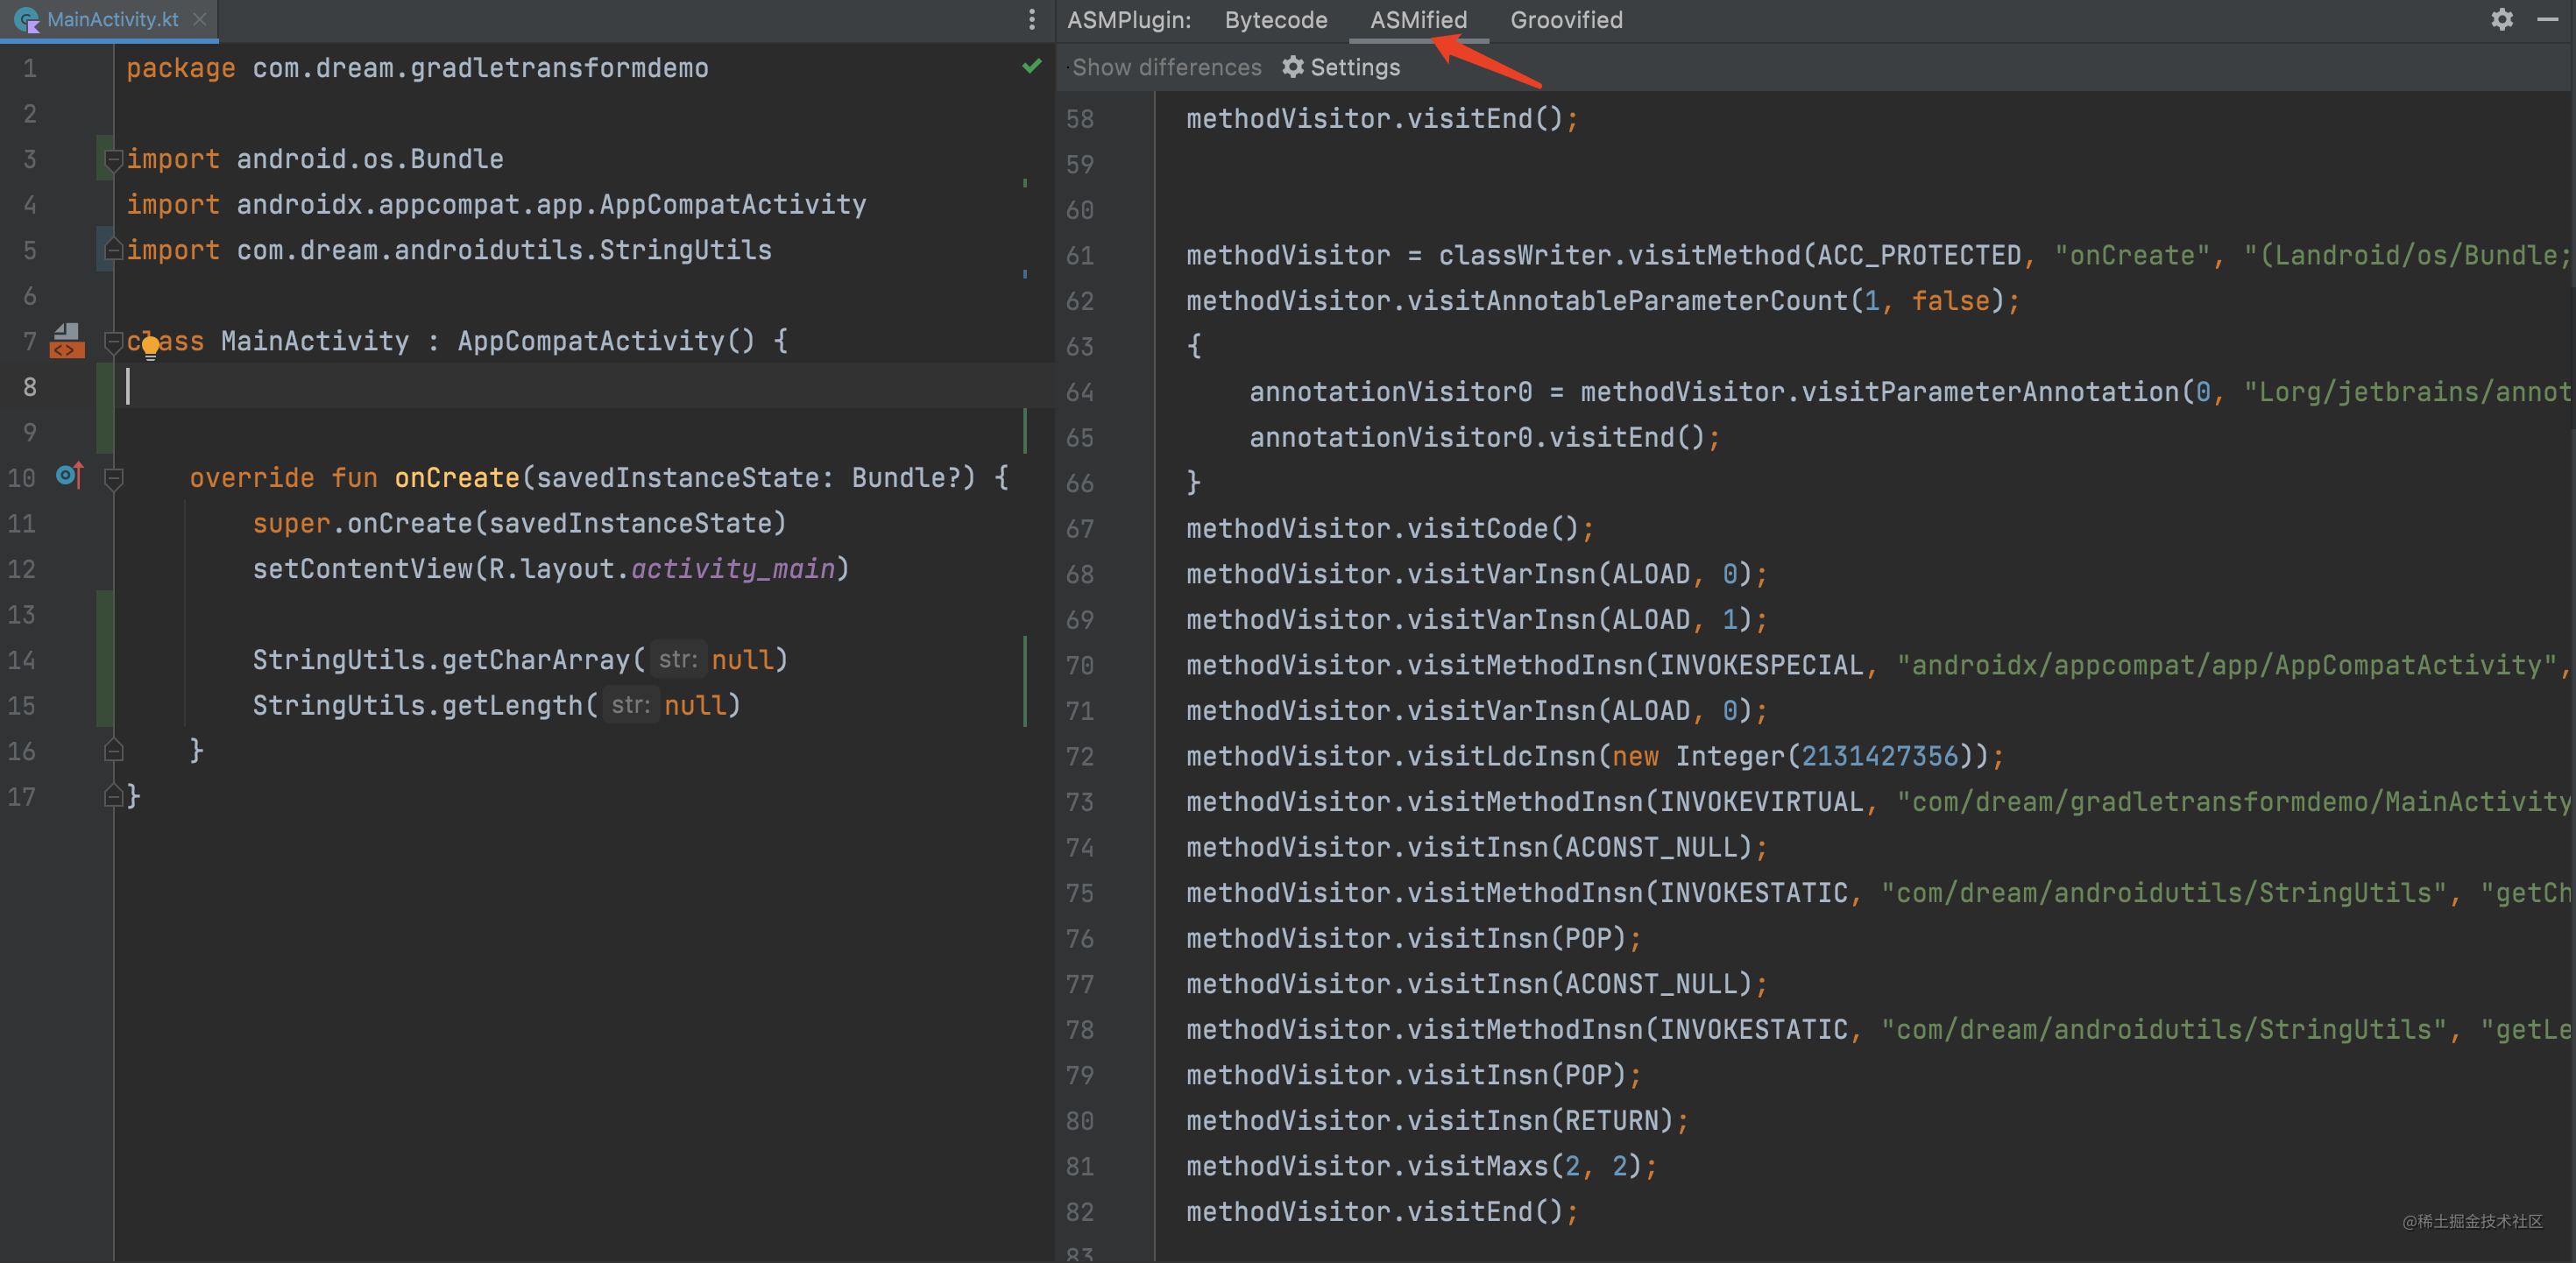 MainActivity.kt
1 package com.dream.gradletransformdemo
2
3 import android.os.Bundle
4 import androidx.appcompat.app.AppCompatActivity
5 import com.dream.androidutils.StringUtils
6
7 class MainActivity : AppCompatActivity() {
8
9
10 override fun onCreate(savedInstanceState: Bundle?) {
11 super.onCreate(savedInstanceState)
12 setContentView(R.layout.activity_main)
13
14 StringUtils.getCharArray( str: null)
15 StringUtils.getLength( str: null)
16 }
17 }
ASMPlugin: Bytecode ASMified Groovified
Show differences Settings
58 methodVisitor.visitEnd();
59
60
61 methodVisitor = classWriter.visitMethod(ACC_PROTECTED, "onCreate", "(Landroid/os/Bundle;
62 methodVisitor.visitAnnotableParameterCount(1, false);
63 {
64 annotationVisitor0 = methodVisitor.visitParameterAnnotation(0, "Lorg/jetbrains/annot
65 annotationVisitor0.visitEnd();
66 }
67 methodVisitor.visitCode();
68 methodVisitor.visitVarInsn(ALOAD, 0);
69 methodVisitor.visitVarInsn(ALOAD, 1);
70 methodVisitor.visitMethodInsn(INVOKESPECIAL, "androidx/appcompat/app/AppCompatActivity",
71 methodVisitor.visitVarInsn(ALOAD, 0);
72 methodVisitor.visitLdcInsn(new Integer(2131427356));
73 methodVisitor.visitMethodInsn(INVOKEVIRTUAL, "com/dream/gradletransformdemo/MainActivity
74 methodVisitor.visitInsn(ACONST_NULL);
75 methodVisitor.visitMethodInsn(INVOKESTATIC, "com/dream/androidutils/StringUtils", "getCh
76 methodVisitor.visitInsn(POP);
77 methodVisitor.visitInsn(ACONST_NULL);
78 methodVisitor.visitMethodInsn(INVOKESTATIC, "com/dream/androidutils/StringUtils", "getLe
79 methodVisitor.visitInsn(POP);
80 methodVisitor.visitInsn(RETURN);
81 methodVisitor.visitMaxs(2, 2);
82 methodVisitor.visitEnd();
83
@稀土掘金技术社区